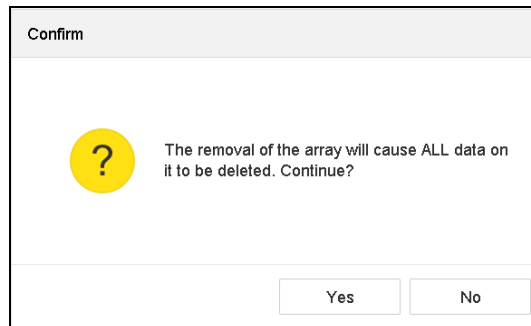 Confirm
?
The removal of the array will cause ALL data on
it to be deleted. Continue?
Yes
No